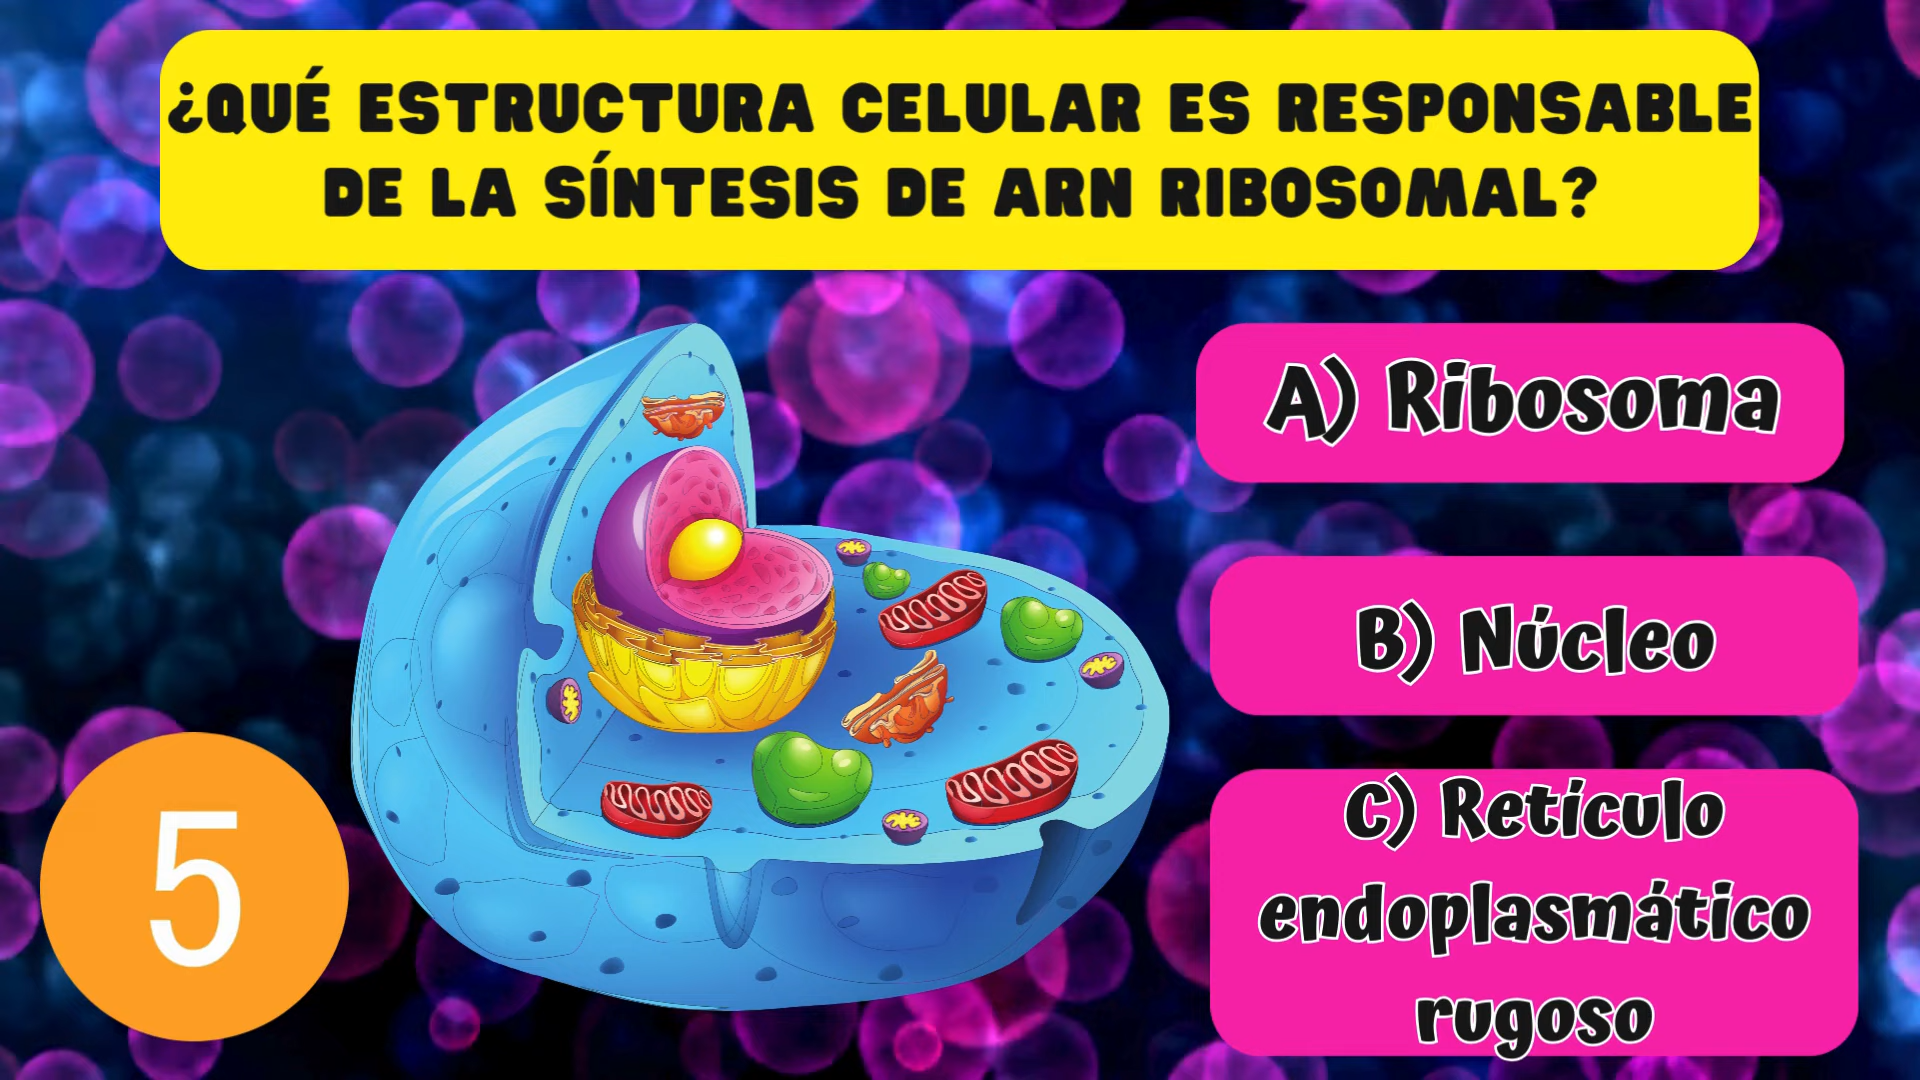 ¿QUÉ ESTRUCTURA CELULAR ES RESPONSABLE
DE LA SÍNTESIS DE ARN RIBOSOMAL?
A) Ribosoma
B) Núcleo
C) Retículo
endoplasmático
rugoso
5